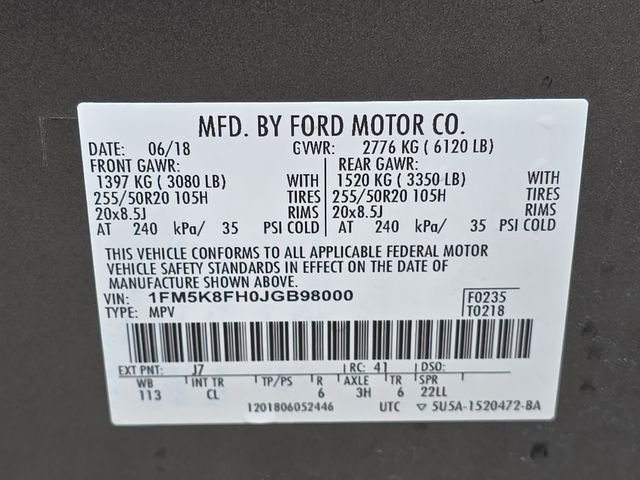 MFD. BY FORD MOTOR CO.
DATE: 06/18 GVWR: 2776 KG ( 6120 LB)
FRONT GAWR: REAR GAWR:
1397 KG ( 3080 LB) WITH 1520 KG ( 3350 LB) WITH
255/50R20 105H TIRES 255/50R20 105H TIRES
20x8.5J RIMS 20x8.5J RIMS
AT 240 kPa/ 35 PSI COLD AT 240 kPa/ 35 PSI COLD
THIS VEHICLE CONFORMS TO ALL APPLICABLE FEDERAL MOTOR
VEHICLE SAFETY STANDARDS IN EFFECT ON THE DATE OF
MANUFACTURE SHOWN ABOVE.
VIN: 1FM5K8FH0JGB98000 F0235
TYPE: MPV T0218
EXT PNT: J7 RC: 41 DSO:
WB INT TR TP/PS R AXLE TR SPR
113 CL 6 3H 6 22LL
1201806052446 UTC ▽ 5U5A-1520472-BA